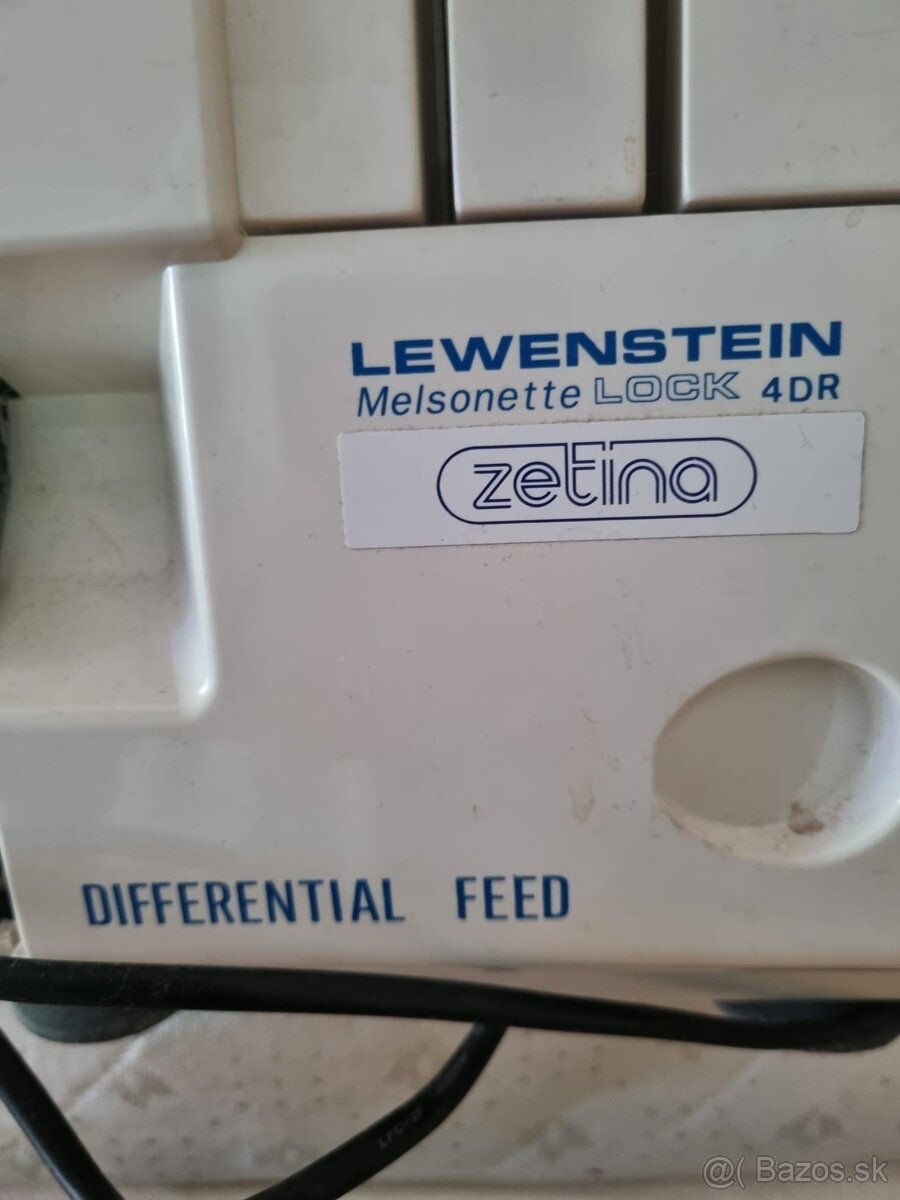 LEWENSTEIN
Melsonette LOCK 4DR
zetina
DIFFERENTIAL FEED
@( Bazos.sk